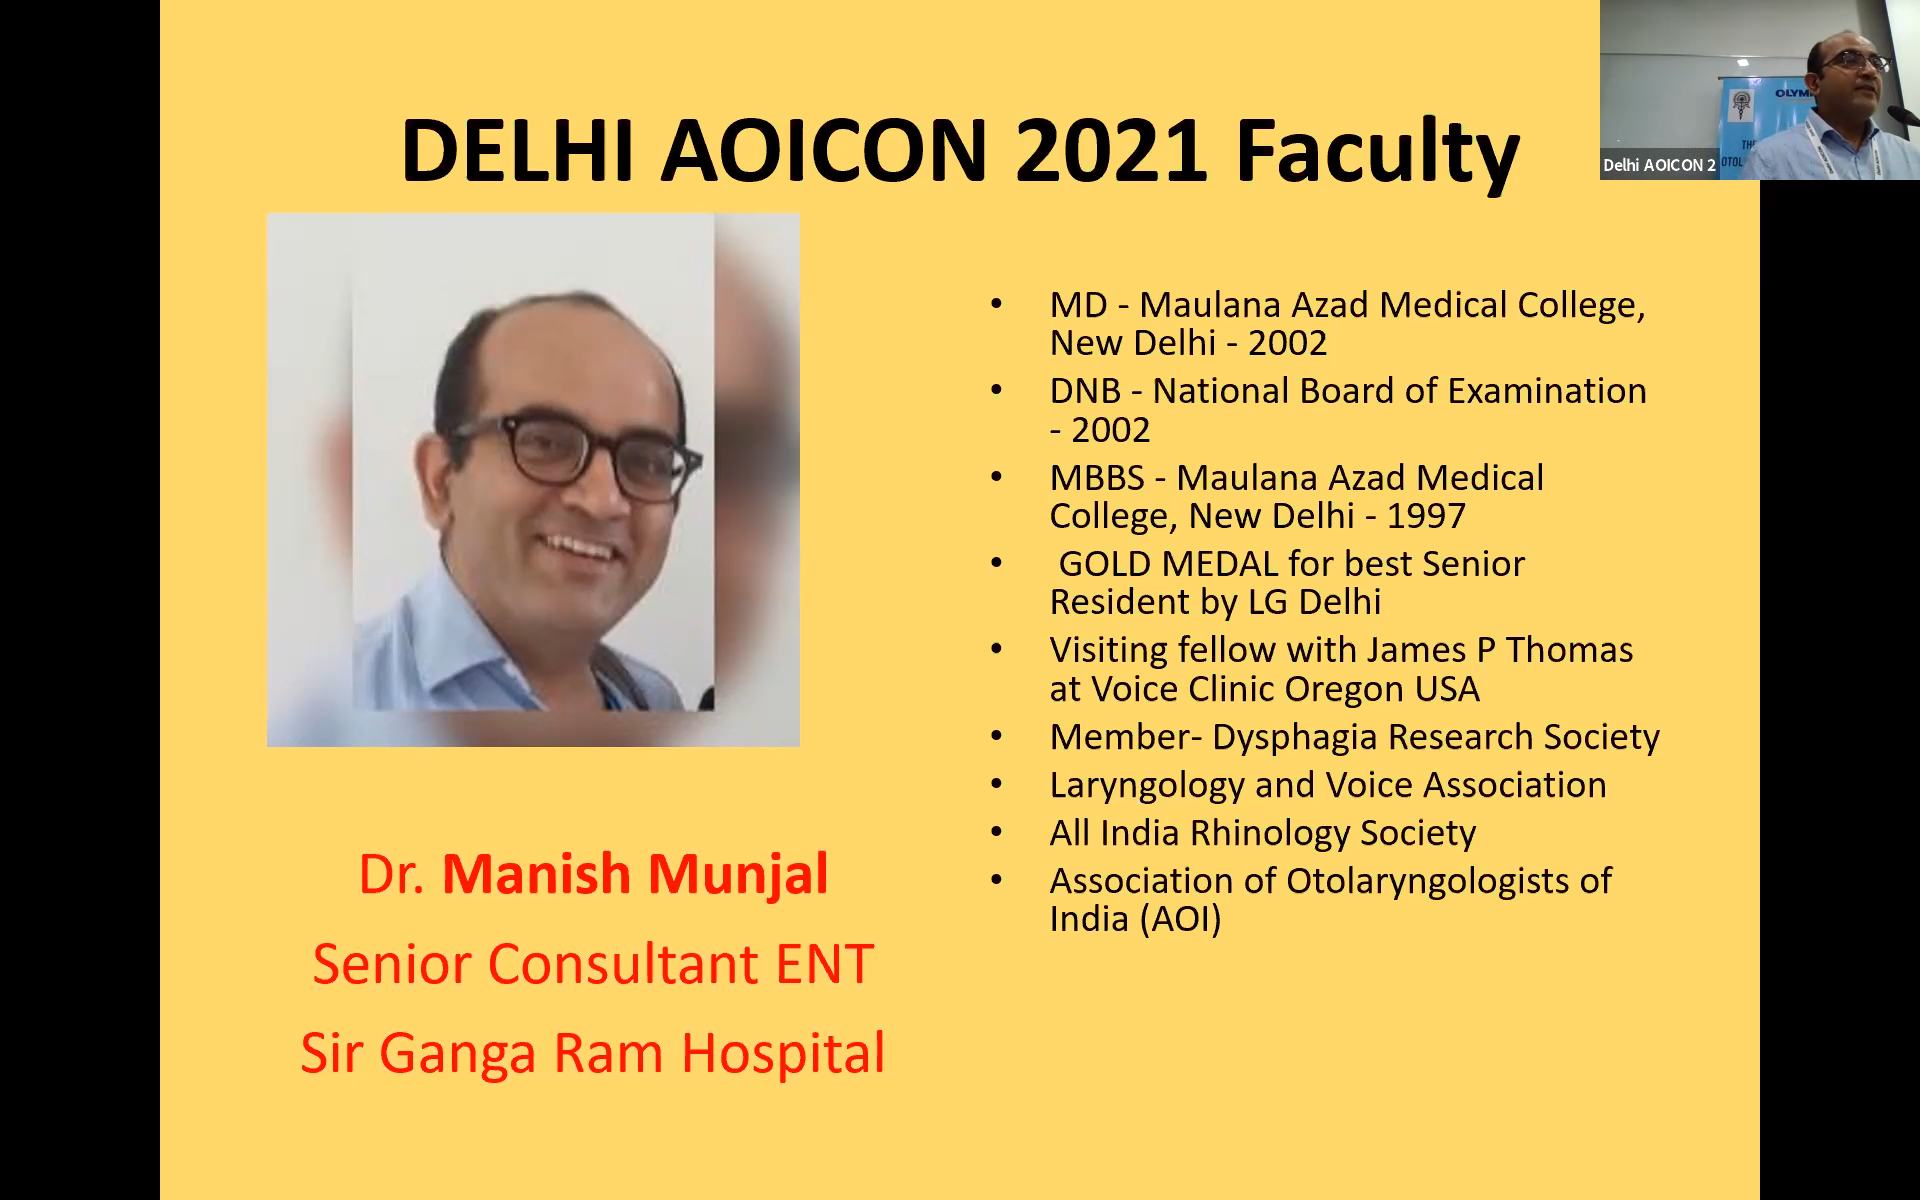 DELHI AOICON 2021 Faculty
OLYM
TH
OTOL
Delhi AOICON 2
• MD - Maulana Azad Medical College,
New Delhi - 2002
• DNB - National Board of Examination
- 2002
• MBBS - Maulana Azad Medical
College, New Delhi - 1997
• GOLD MEDAL for best Senior
Resident by LG Delhi
• Visiting fellow with James P Thomas
at Voice Clinic Oregon USA
• Member- Dysphagia Research Society
• Laryngology and Voice Association
• All India Rhinology Society
• Association of Otolaryngologists of
India (AOI)
Dr. Manish Munjal
Senior Consultant ENT
Sir Ganga Ram Hospital